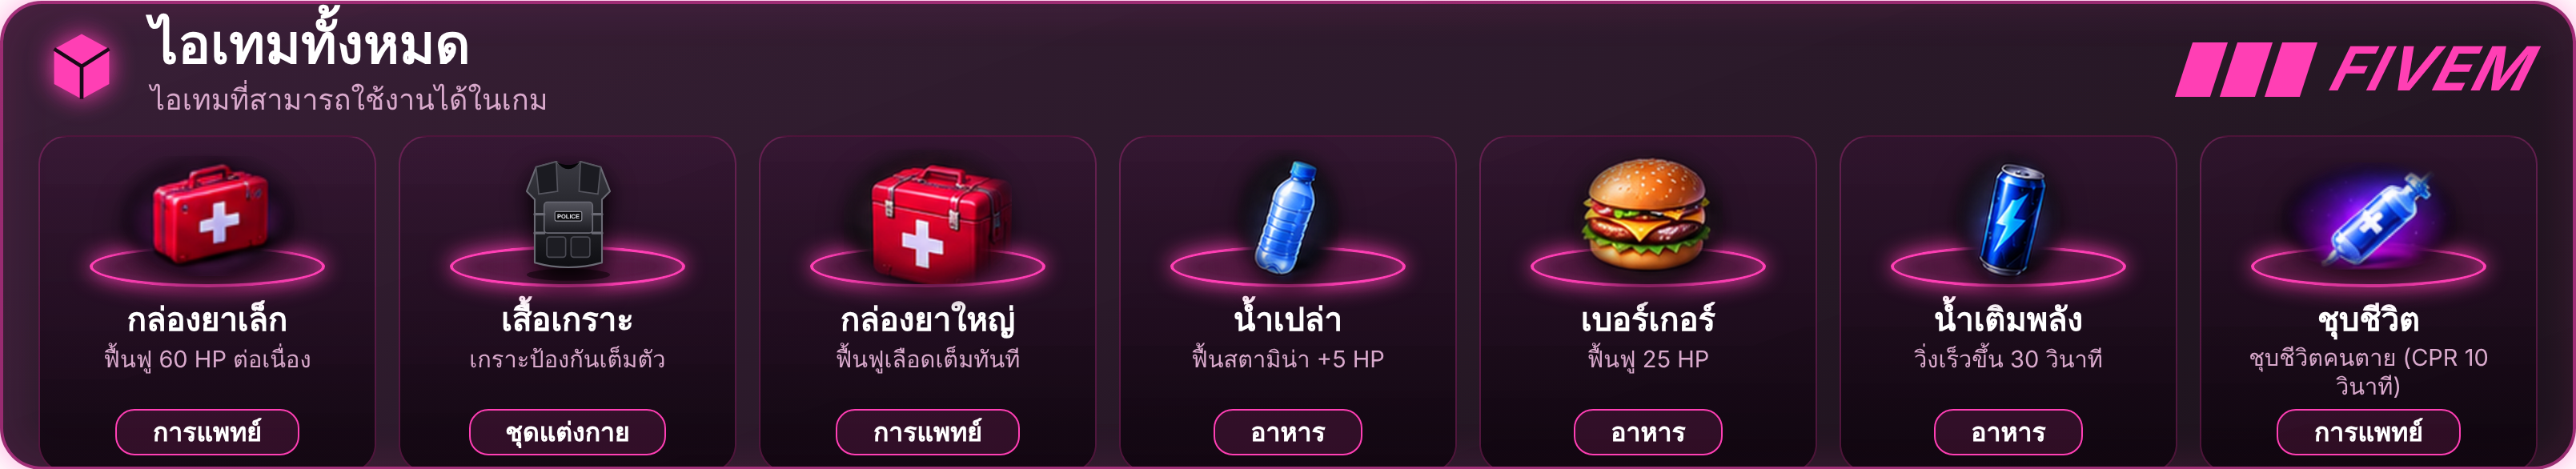 ไอเทมทั้งหมด
ไอเทมที่สามารถใช้งานได้ในเกม
FIVEM
กล่องยาเล็ก
ฟื้นฟู 60 HP ต่อเนื่อง
การแพทย์
POLICE
เสื้อเกราะ
เกราะป้องกันเต็มตัว
ชุดแต่งกาย
กล่องยาใหญ่
ฟื้นฟูเลือดเต็มทันที
การแพทย์
น้ำเปล่า
ฟื้นสตามิน่า +5 HP
อาหาร
เบอร์เกอร์
ฟื้นฟู 25 HP
อาหาร
น้ำเติมพลัง
วิ่งเร็วขึ้น 30 วินาที
อาหาร
ชุบชีวิต
ชุบชีวิตคนตาย (CPR 10
วินาที)
การแพทย์